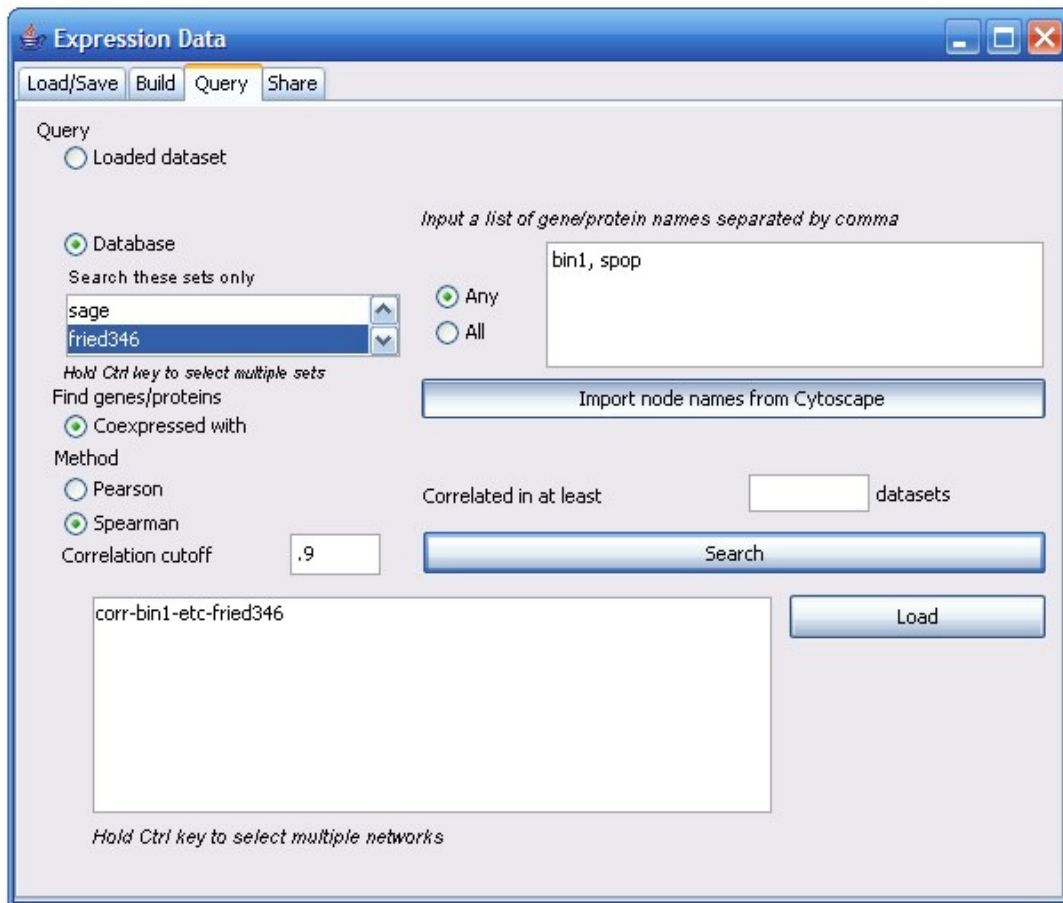 Expression Data
Load/Save Build Query Share
Query
Loaded dataset
Input a list of gene/protein names separated by comma
Database
bin1, spop
Search these sets only
sage
Any
fried346
All
Hold Ctrl key to select multiple sets
Find genes/proteins
Import node names from Cytoscape
Coexpressed with
Method
Pearson
Correlated in at least datasets
Spearman
Correlation cutoff .9 Search
corr-bin1-etc-fried346
Load
Hold Ctrl key to select multiple networks